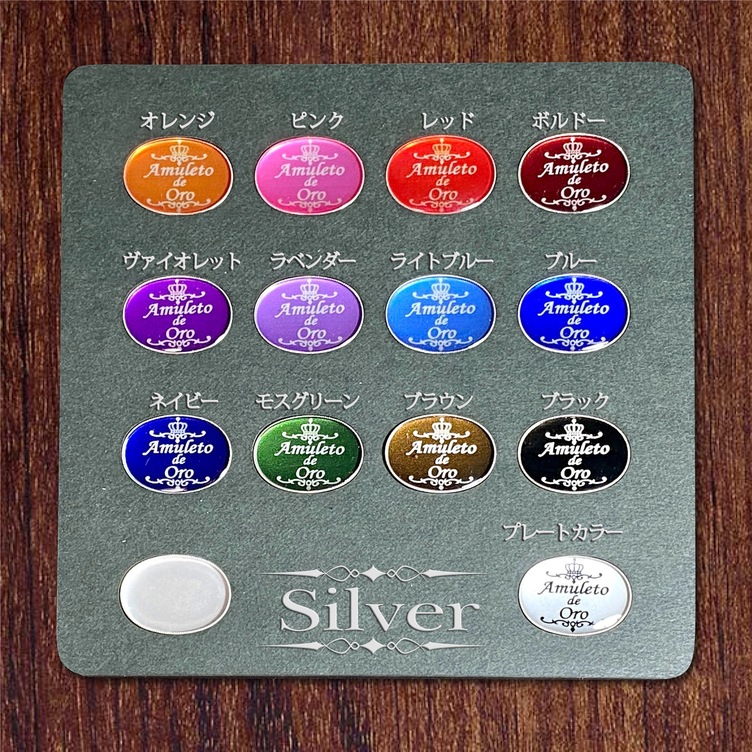 オレンジ ピンク レッド ボルドー
Amuleto Amuleto Amuleto Amuleto
de de de de
Oro Oro Oro Oro
ヴァイオレット ラベンダー ライトブルー ブルー
Amuleto Amuleto Amuleto Amuleto
de de de de
Oro Oro Oro Oro
ネイビー モスグリーン ブラウン ブラック
Amuleto Amuleto Amuleto Amuleto
de de de de
Oro Oro Oro Oro
プレートカラー
Silver
Amuleto
de
Oro